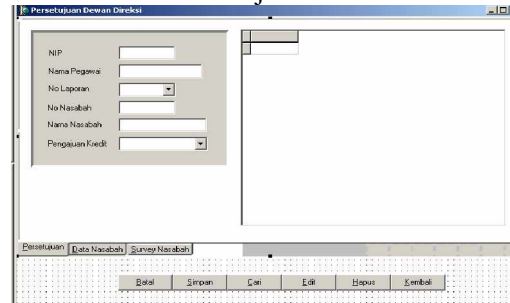 Persetujuan Dewan Direksi
NIP
Nama Pegawai
No Laporan
No Nasabah
Nama Nasabah
Pengajuan Kredit
Persetujuan Data Nasabah Survey Nasabah
Batal Simpan Cari Edit Hapus Kembali